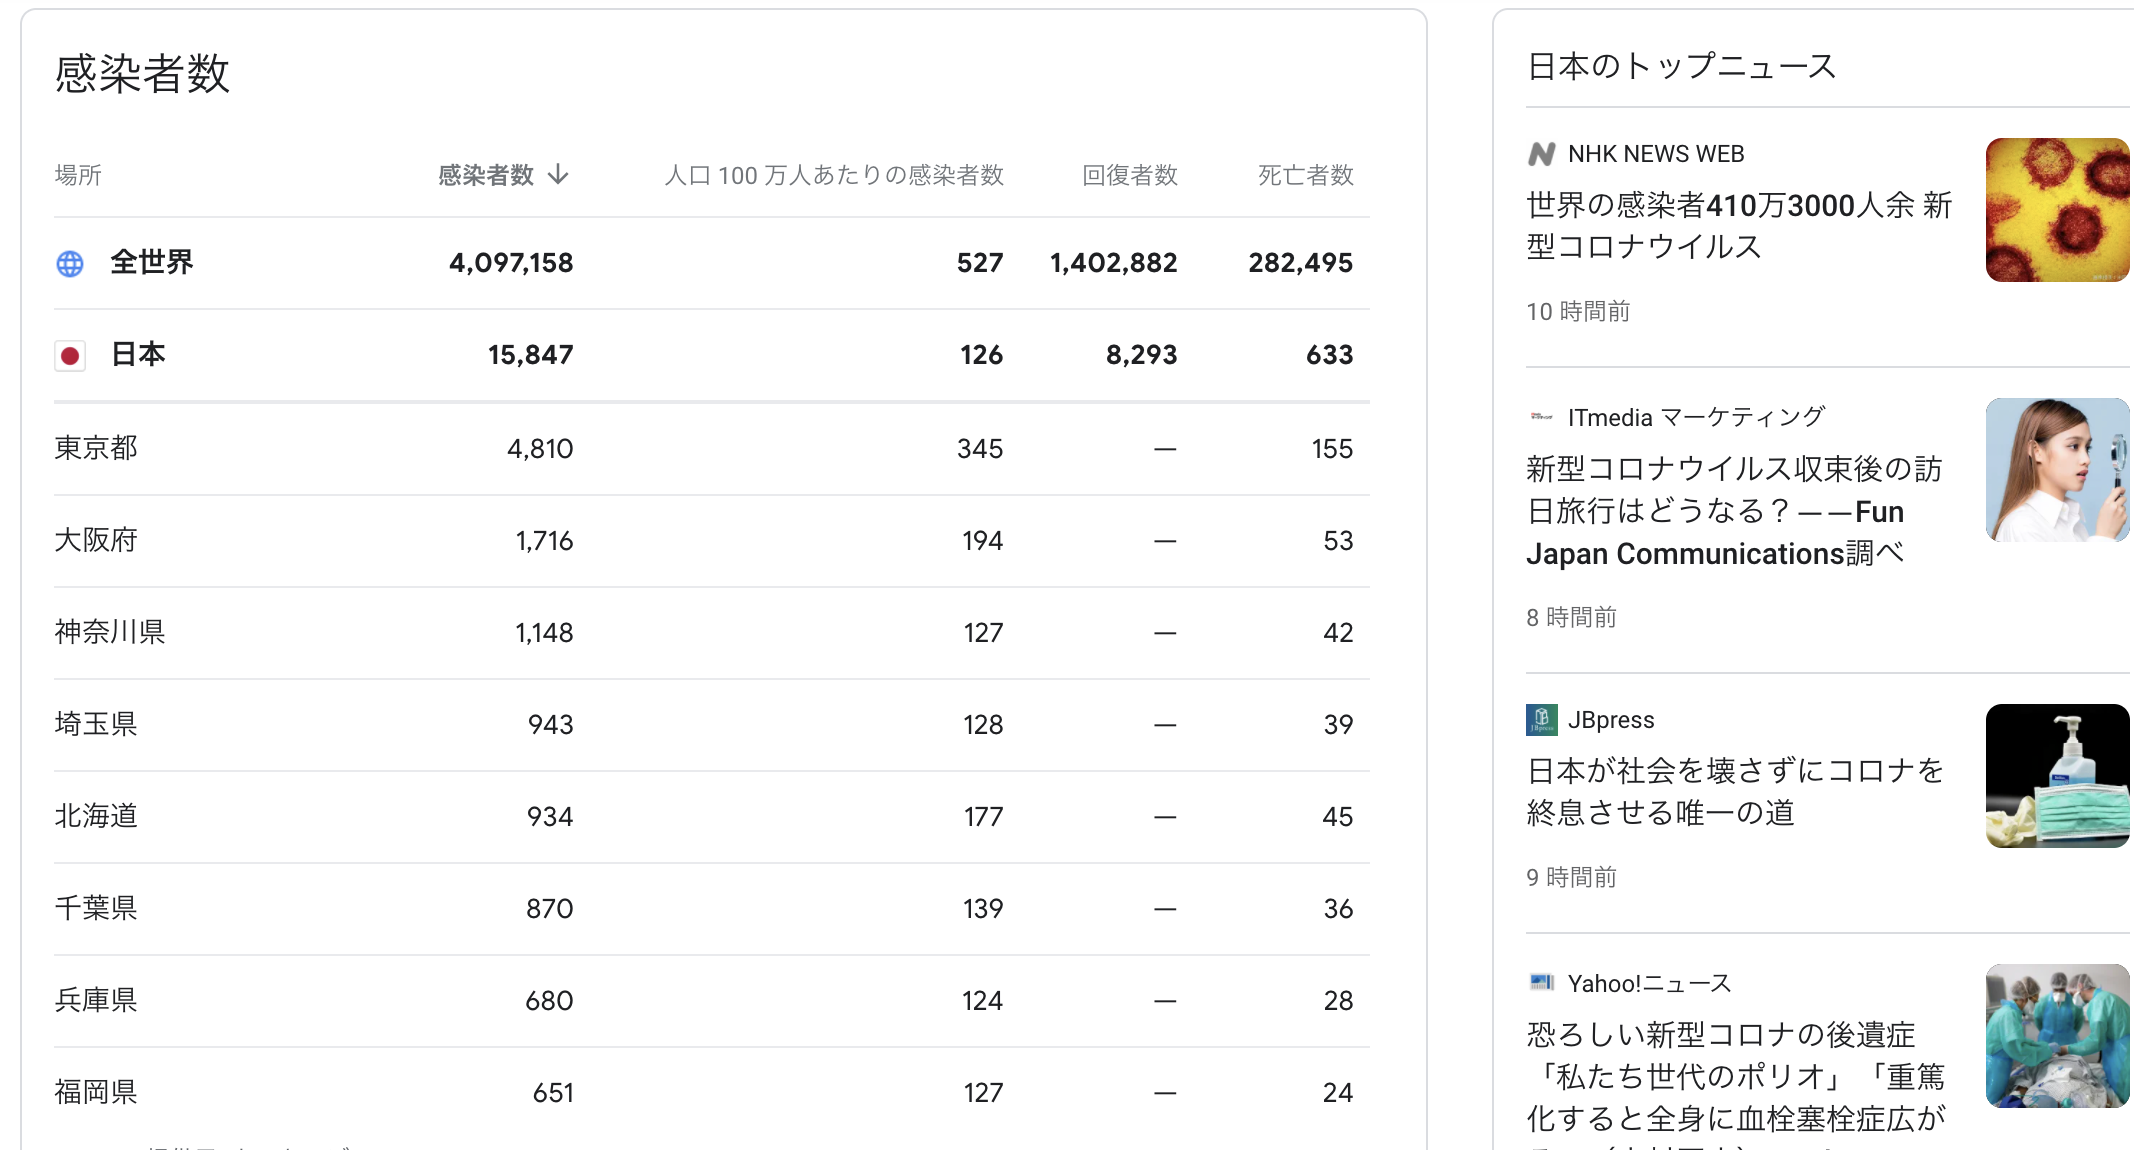 感染者数
場所 感染者数 ↓ 人口 100 万人あたりの感染者数 回復者数 死亡者数
全世界 4,097,158 527 1,402,882 282,495
日本 15,847 126 8,293 633
東京都 4,810 345 — 155
大阪府 1,716 194 — 53
神奈川県 1,148 127 — 42
埼玉県 943 128 — 39
北海道 934 177 — 45
千葉県 870 139 — 36
兵庫県 680 124 — 28
福岡県 651 127 — 24
日本のトップニュース
NHK NEWS WEB
世界の感染者410万3000人余 新
型コロナウイルス
10 時間前
ITmedia マーケティング
新型コロナウイルス収束後の訪
日旅行はどうなる？——Fun
Japan Communications調べ
8 時間前
JBpress
日本が社会を壊さずにコロナを
終息させる唯一の道
9 時間前
Yahoo!ニュース
恐ろしい新型コロナの後遺症
「私たち世代のポリオ」「重篤
化すると全身に血栓塞栓症広が